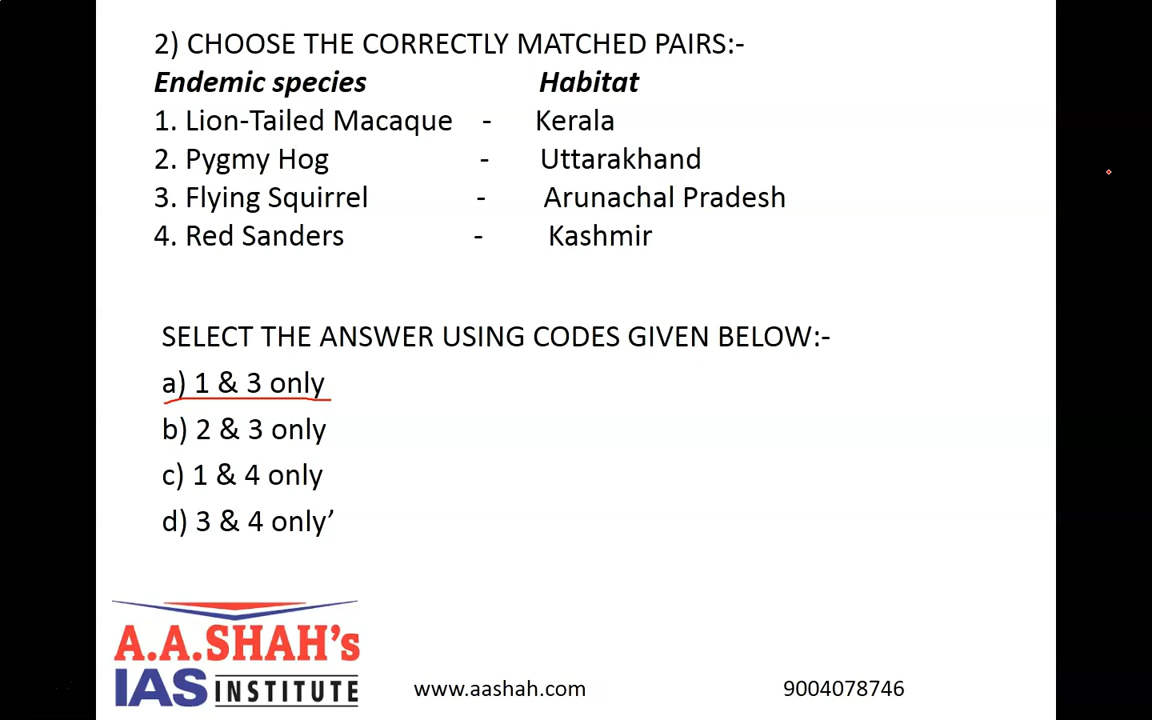 2) CHOOSE THE CORRECTLY MATCHED PAIRS:-
Endemic species Habitat
1. Lion-Tailed Macaque - Kerala
2. Pygmy Hog - Uttarakhand
3. Flying Squirrel - Arunachal Pradesh
4. Red Sanders - Kashmir
SELECT THE ANSWER USING CODES GIVEN BELOW:-
a) 1 & 3 only
b) 2 & 3 only
c) 1 & 4 only
d) 3 & 4 only’
A.A.SHAH's
IAS INSTITUTE www.aashah.com 9004078746